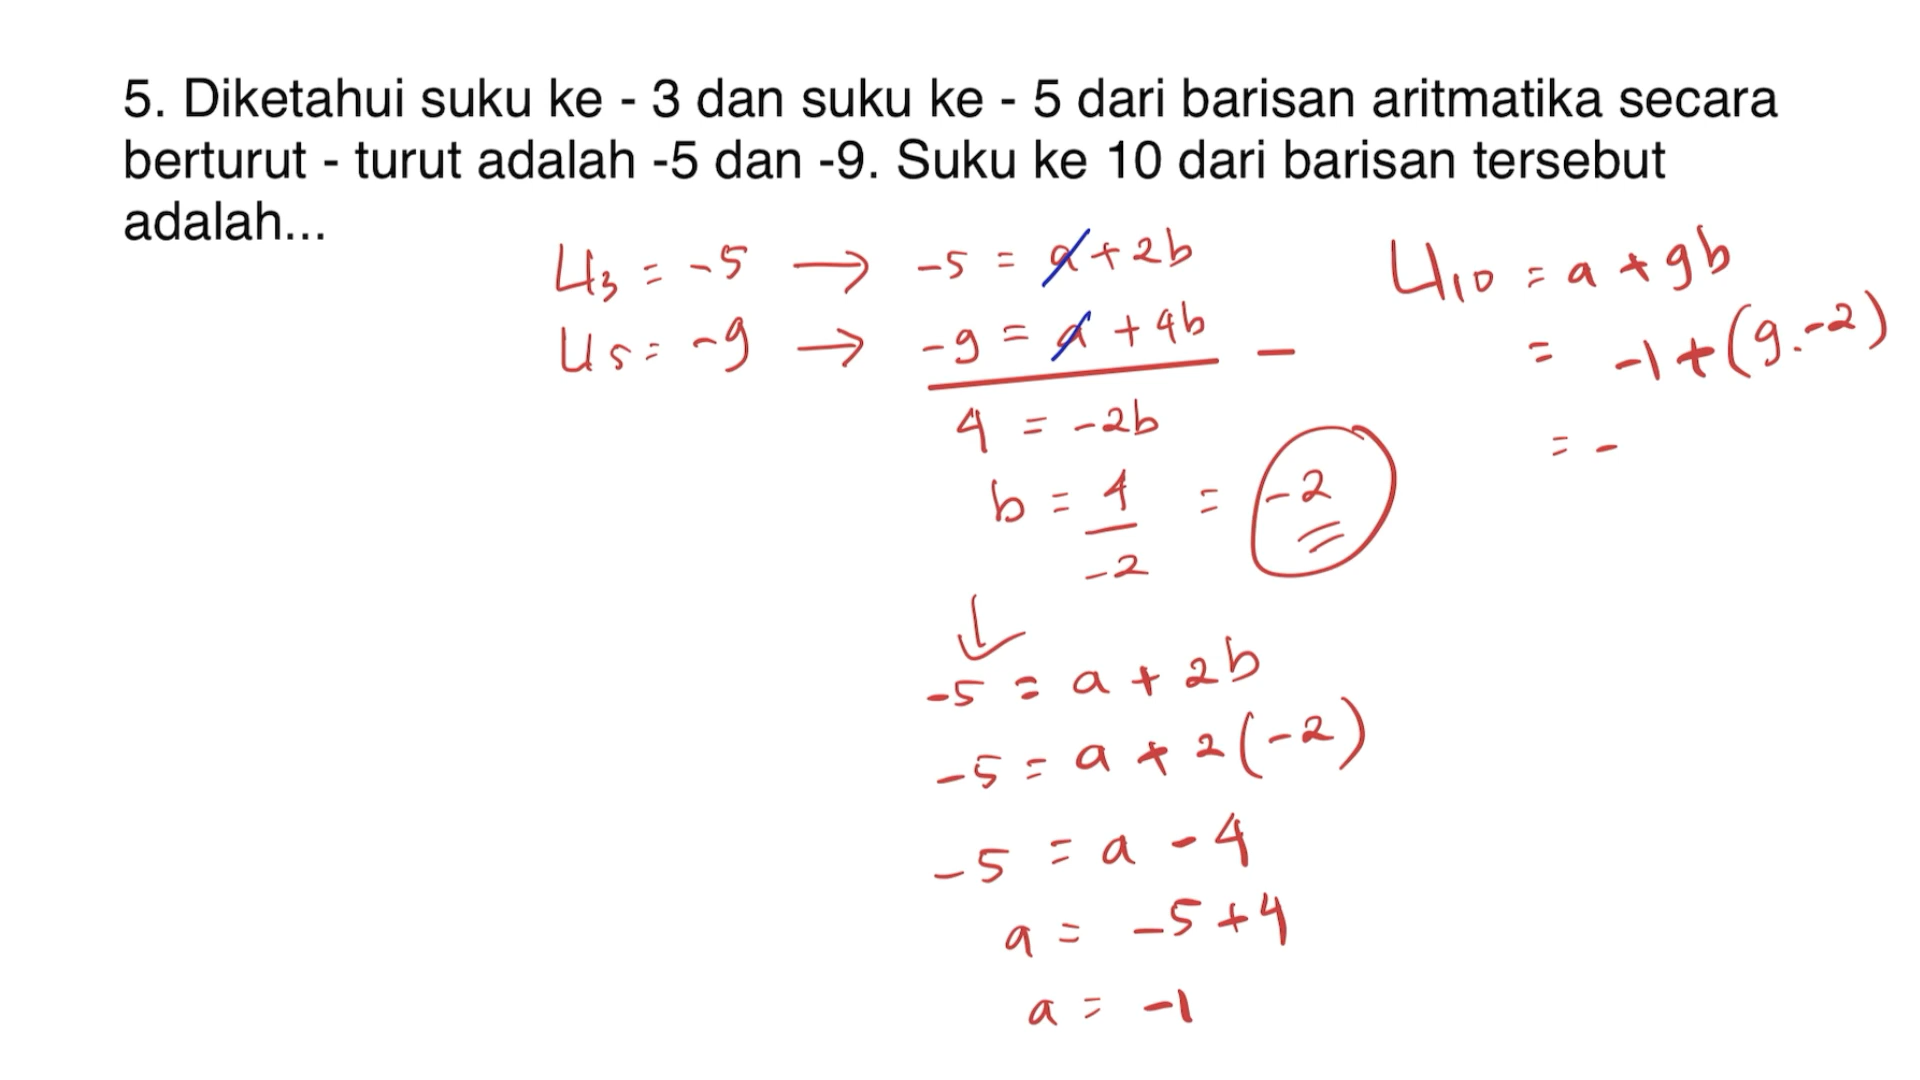 5. Diketahui suku ke - 3 dan suku ke - 5 dari barisan aritmatika secara
berturut - turut adalah -5 dan -9. Suku ke 10 dari barisan tersebut
adalah...
U3 = -5 → -5 = a + 2b
U5 = -9 → -9 = a + 4b
–
4 = -2b
b = 4/-2 = -2
-5 = a + 2b
-5 = a + 2(-2)
-5 = a - 4
a = -5 + 4
a = -1
U10 = a + 9b
= -1 + (9.-2)
= -